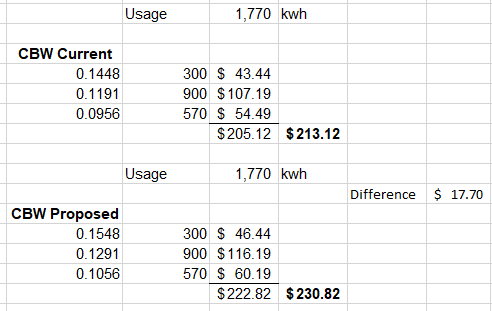 Usage 1,770 kwh
CBW Current
0.1448 300 $ 43.44
0.1191 900 $107.19
0.0956 570 $ 54.49
$205.12 $213.12
Usage 1,770 kwh
Difference $ 17.70
CBW Proposed
0.1548 300 $ 46.44
0.1291 900 $116.19
0.1056 570 $ 60.19
$222.82 $230.82